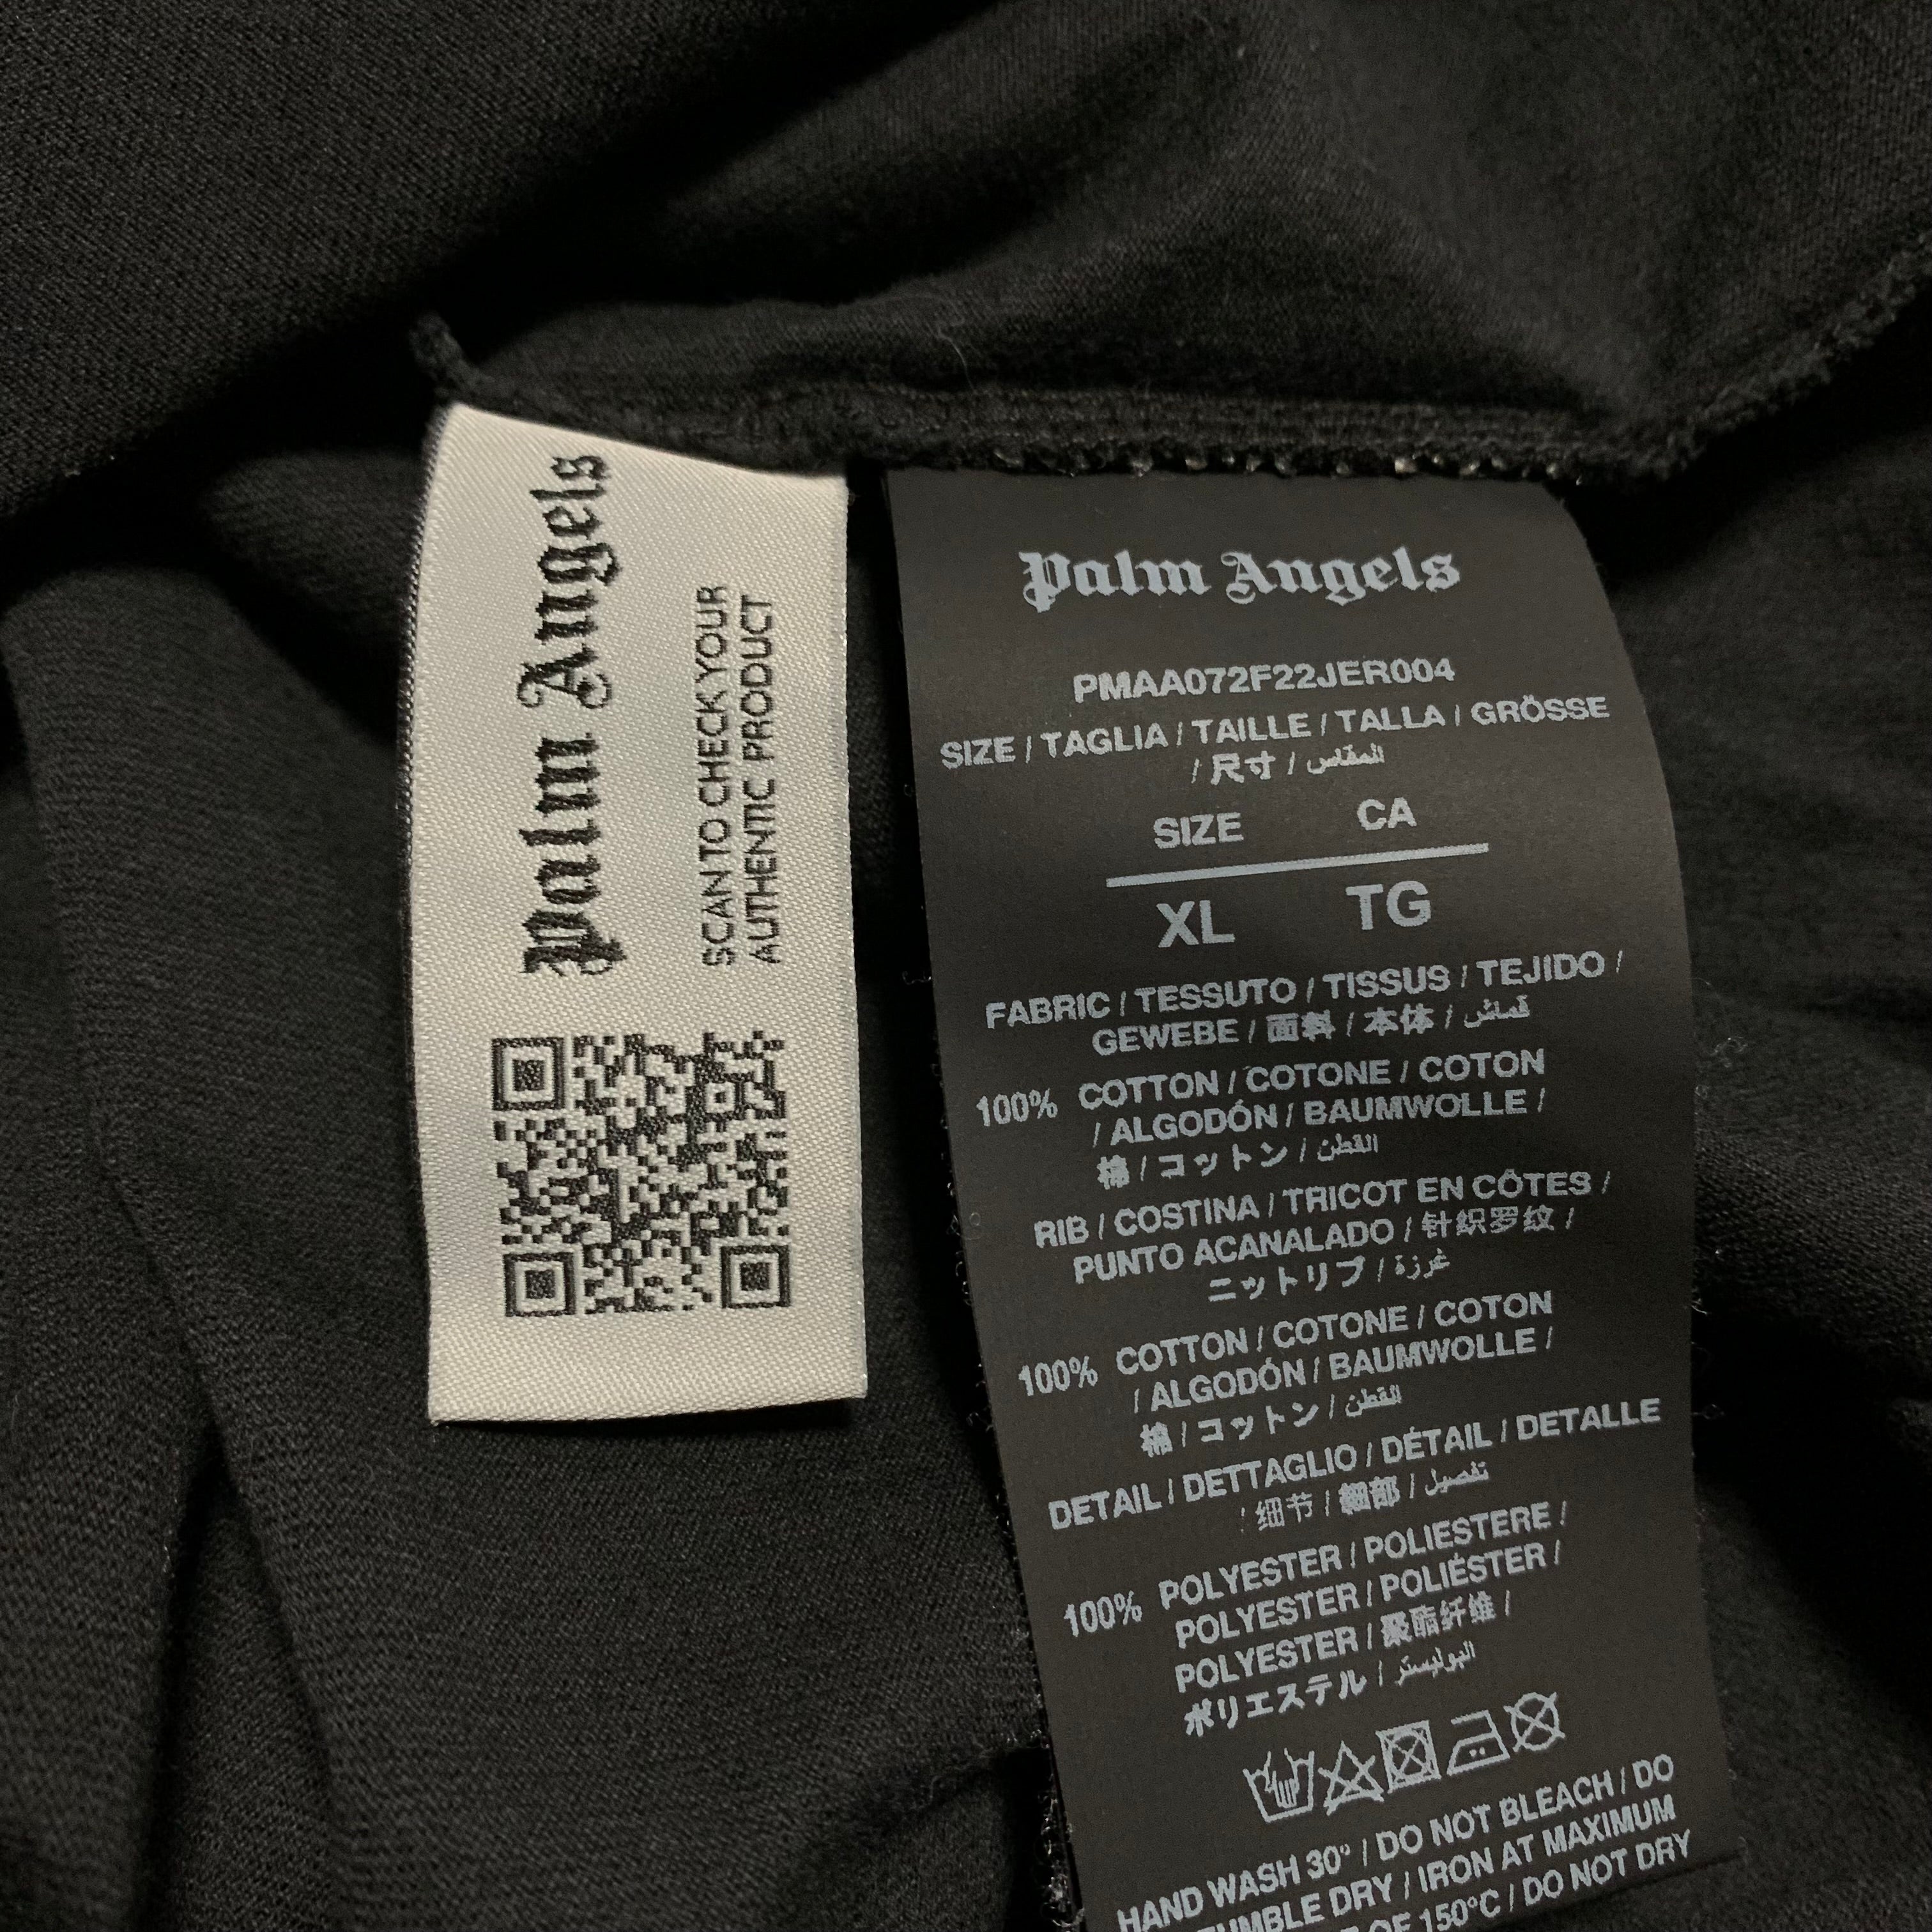 Palm Angels
SCAN TO CHECK YOUR
AUTHENTIC PRODUCT
Palm Angels
PMAA072F22JER004
SIZE / TAGLIA / TAILLE / TALLA / GRÖSSE
/ 尺寸 / المقاس
SIZE CA
XL TG
FABRIC / TESSUTO / TISSUS / TEJIDO /
GEWEBE / 面料 / 本体 / قماش
100% COTTON / COTONE / COTON
/ ALGODÓN / BAUMWOLLE /
棉 / コットン / القطن
RIB / COSTINA / TRICOT EN CÔTES /
PUNTO ACANALADO / 针织罗纹 /
ニットリブ / غرزة
100% COTTON / COTONE / COTON
/ ALGODÓN / BAUMWOLLE /
棉 / コットン / القطن
DETAIL / DETTAGLIO / DÉTAIL / DETALLE
/ 细节 / 細部 / تفصيل
100% POLYESTER / POLIESTERE /
POLYESTER / POLIÉSTER /
POLYESTER / 聚酯纤维 /
ポリエステル / البوليستر
HAND WASH 30° / DO NOT BLEACH / DO
TUMBLE DRY / IRON AT MAXIMUM
OF 150°C / DO NOT DRY